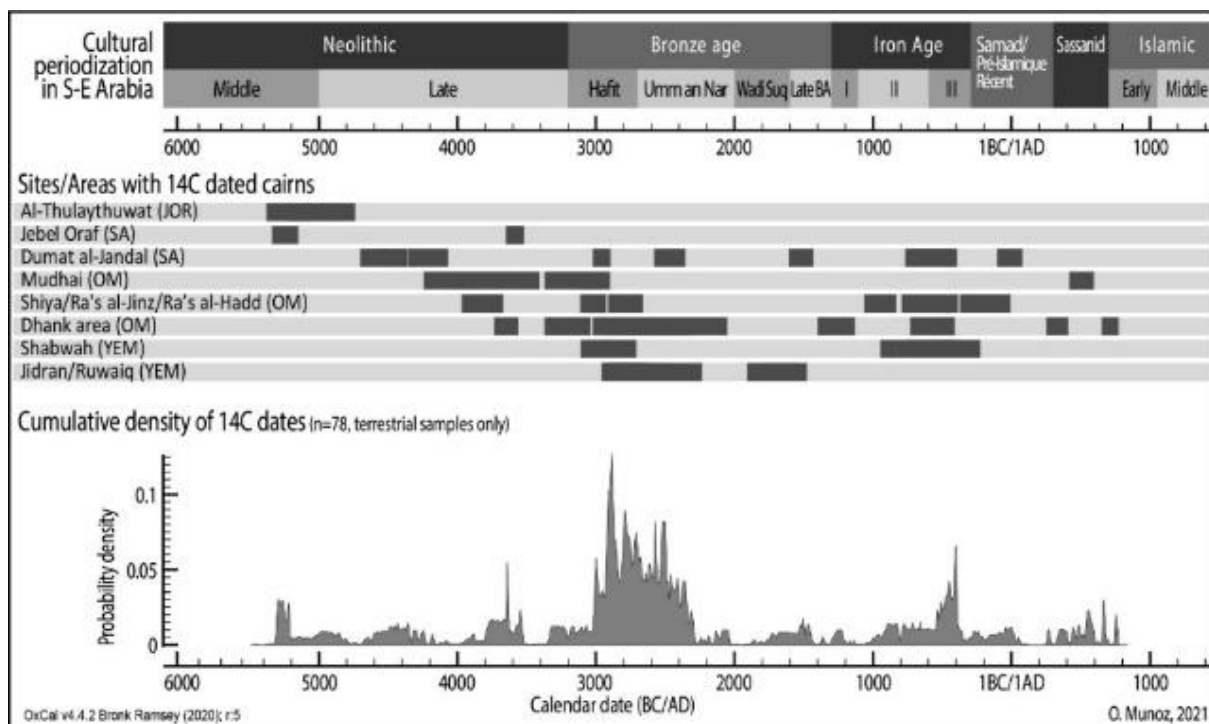 Cultural
periodization
in S-E Arabia
Neolithic Bronze age Iron Age Samad/ Pré-Islamique Récent Sassanid Islamic
Middle Late Hafit Umm an Nar Wadi Suq Late BA I II III Early Middle
6000 5000 4000 3000 2000 1000 1BC/1AD 1000
Sites/Areas with 14C dated cairns
Al-Thulaythuwat (JOR)
Jebel Oraf (SA)
Dumat al-Jandal (SA)
Mudhai (OM)
Shiya/Ra's al-Jinz/Ra's al-Hadd (OM)
Dhank area (OM)
Shabwah (YEM)
Jidran/Ruwaiq (YEM)
Cumulative density of 14C dates (n=78, terrestrial samples only)
Probability density
0.1
0.05
0
6000 5000 4000 3000 2000 1000 1BC/1AD 1000
Calendar date (BC/AD)
OxCal v4.4.2 Bronk Ramsey (2020); r:5
O. Munoz, 2021